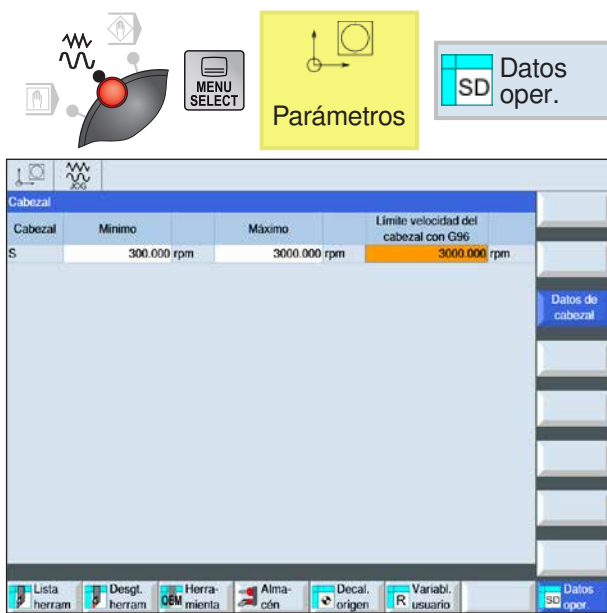 MENU
SELECT
Parámetros
SD
Datos
oper.
JOG
Cabezal
Cabezal
Mínimo
Máximo
Límite velocidad del
cabezal con G96
S
300.000 rpm
3000.000 rpm
3000.000 rpm
Datos de
cabezal
Lista
herram
Desgt.
herram
OEM
Herra-
mienta
Alma-
cén
Decal.
origen
R
Variabl.
usuario
SD
Datos
oper.